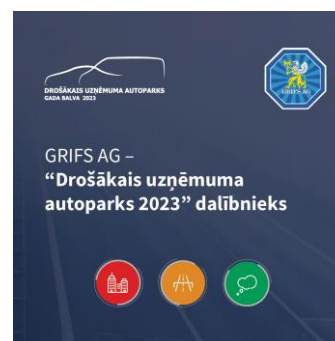 DROŠĀKAIS UZŅĒMUMA AUTOPARKS
GADA BALVA 2023
GRIFS AG
GRIFS AG –
“Drošākais uzņēmuma
autoparks 2023” dalībnieks